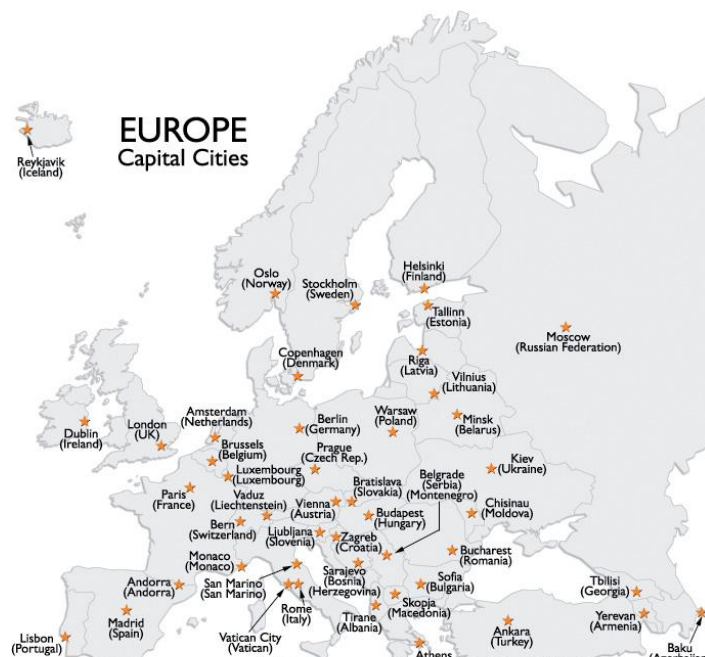 EUROPE
Capital Cities
Reykjavik
(Iceland)
Oslo
(Norway)
Stockholm
(Sweden)
Helsinki
(Finland)
Tallinn
(Estonia)
Moscow
(Russian Federation)
Copenhagen
(Denmark)
Riga
(Latvia)
Vilnius
(Lithuania)
Minsk
(Belarus)
Dublin
(Ireland)
London
(UK)
Amsterdam
(Netherlands)
Berlin
(Germany)
Warsaw
(Poland)
Brussels
(Belgium)
Prague
(Czech Rep.)
Kiev
(Ukraine)
Luxembourg
(Luxembourg)
Belgrade
(Serbia)
(Montenegro)
Paris
(France)
Vaduz
(Liechtenstein)
Vienna
(Austria)
Bratislava
(Slovakia)
Budapest
(Hungary)
Chisinau
(Moldova)
Bern
(Switzerland)
Ljubljana
(Slovenia)
Zagreb
(Croatia)
Bucharest
(Romania)
Monaco
(Monaco)
San Marino
(San Marino)
Sarajevo
(Bosnia)
(Herzegovina)
Sofia
(Bulgaria)
Tbilisi
(Georgia)
Andorra
(Andorra)
Madrid
(Spain)
Rome
(Italy)
Skopja
(Macedonia)
Tirane
(Albania)
Yerevan
(Armenia)
Lisbon
(Portugal)
Vatican City
(Vatican)
Ankara
(Turkey)
Baku
Athens